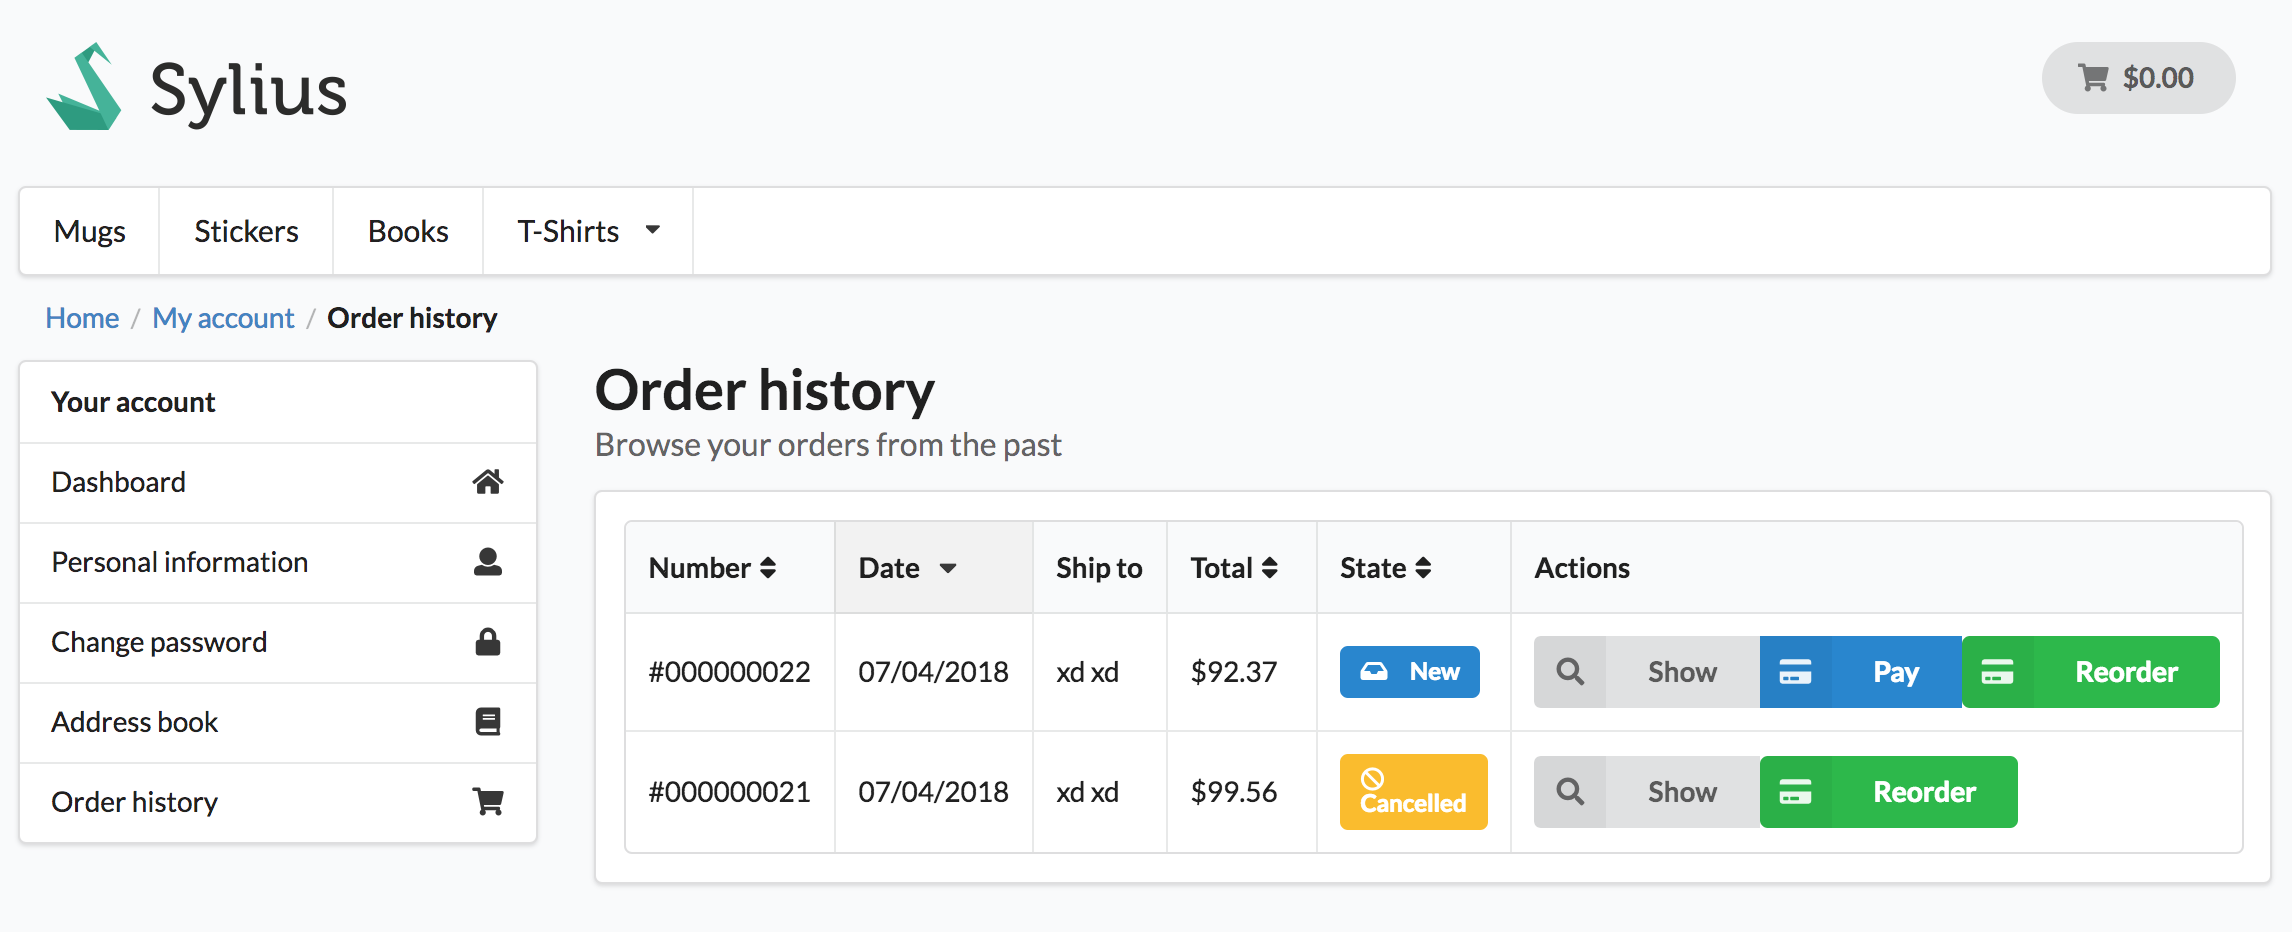 Sylius
$0.00
Mugs Stickers Books T-Shirts
Home / My account / Order history
Your account
Dashboard
Personal information
Change password
Address book
Order history
Order history
Browse your orders from the past
Number Date Ship to Total State Actions
#000000022 07/04/2018 xd xd $92.37 New Show Pay Reorder
#000000021 07/04/2018 xd xd $99.56 Cancelled Show Reorder